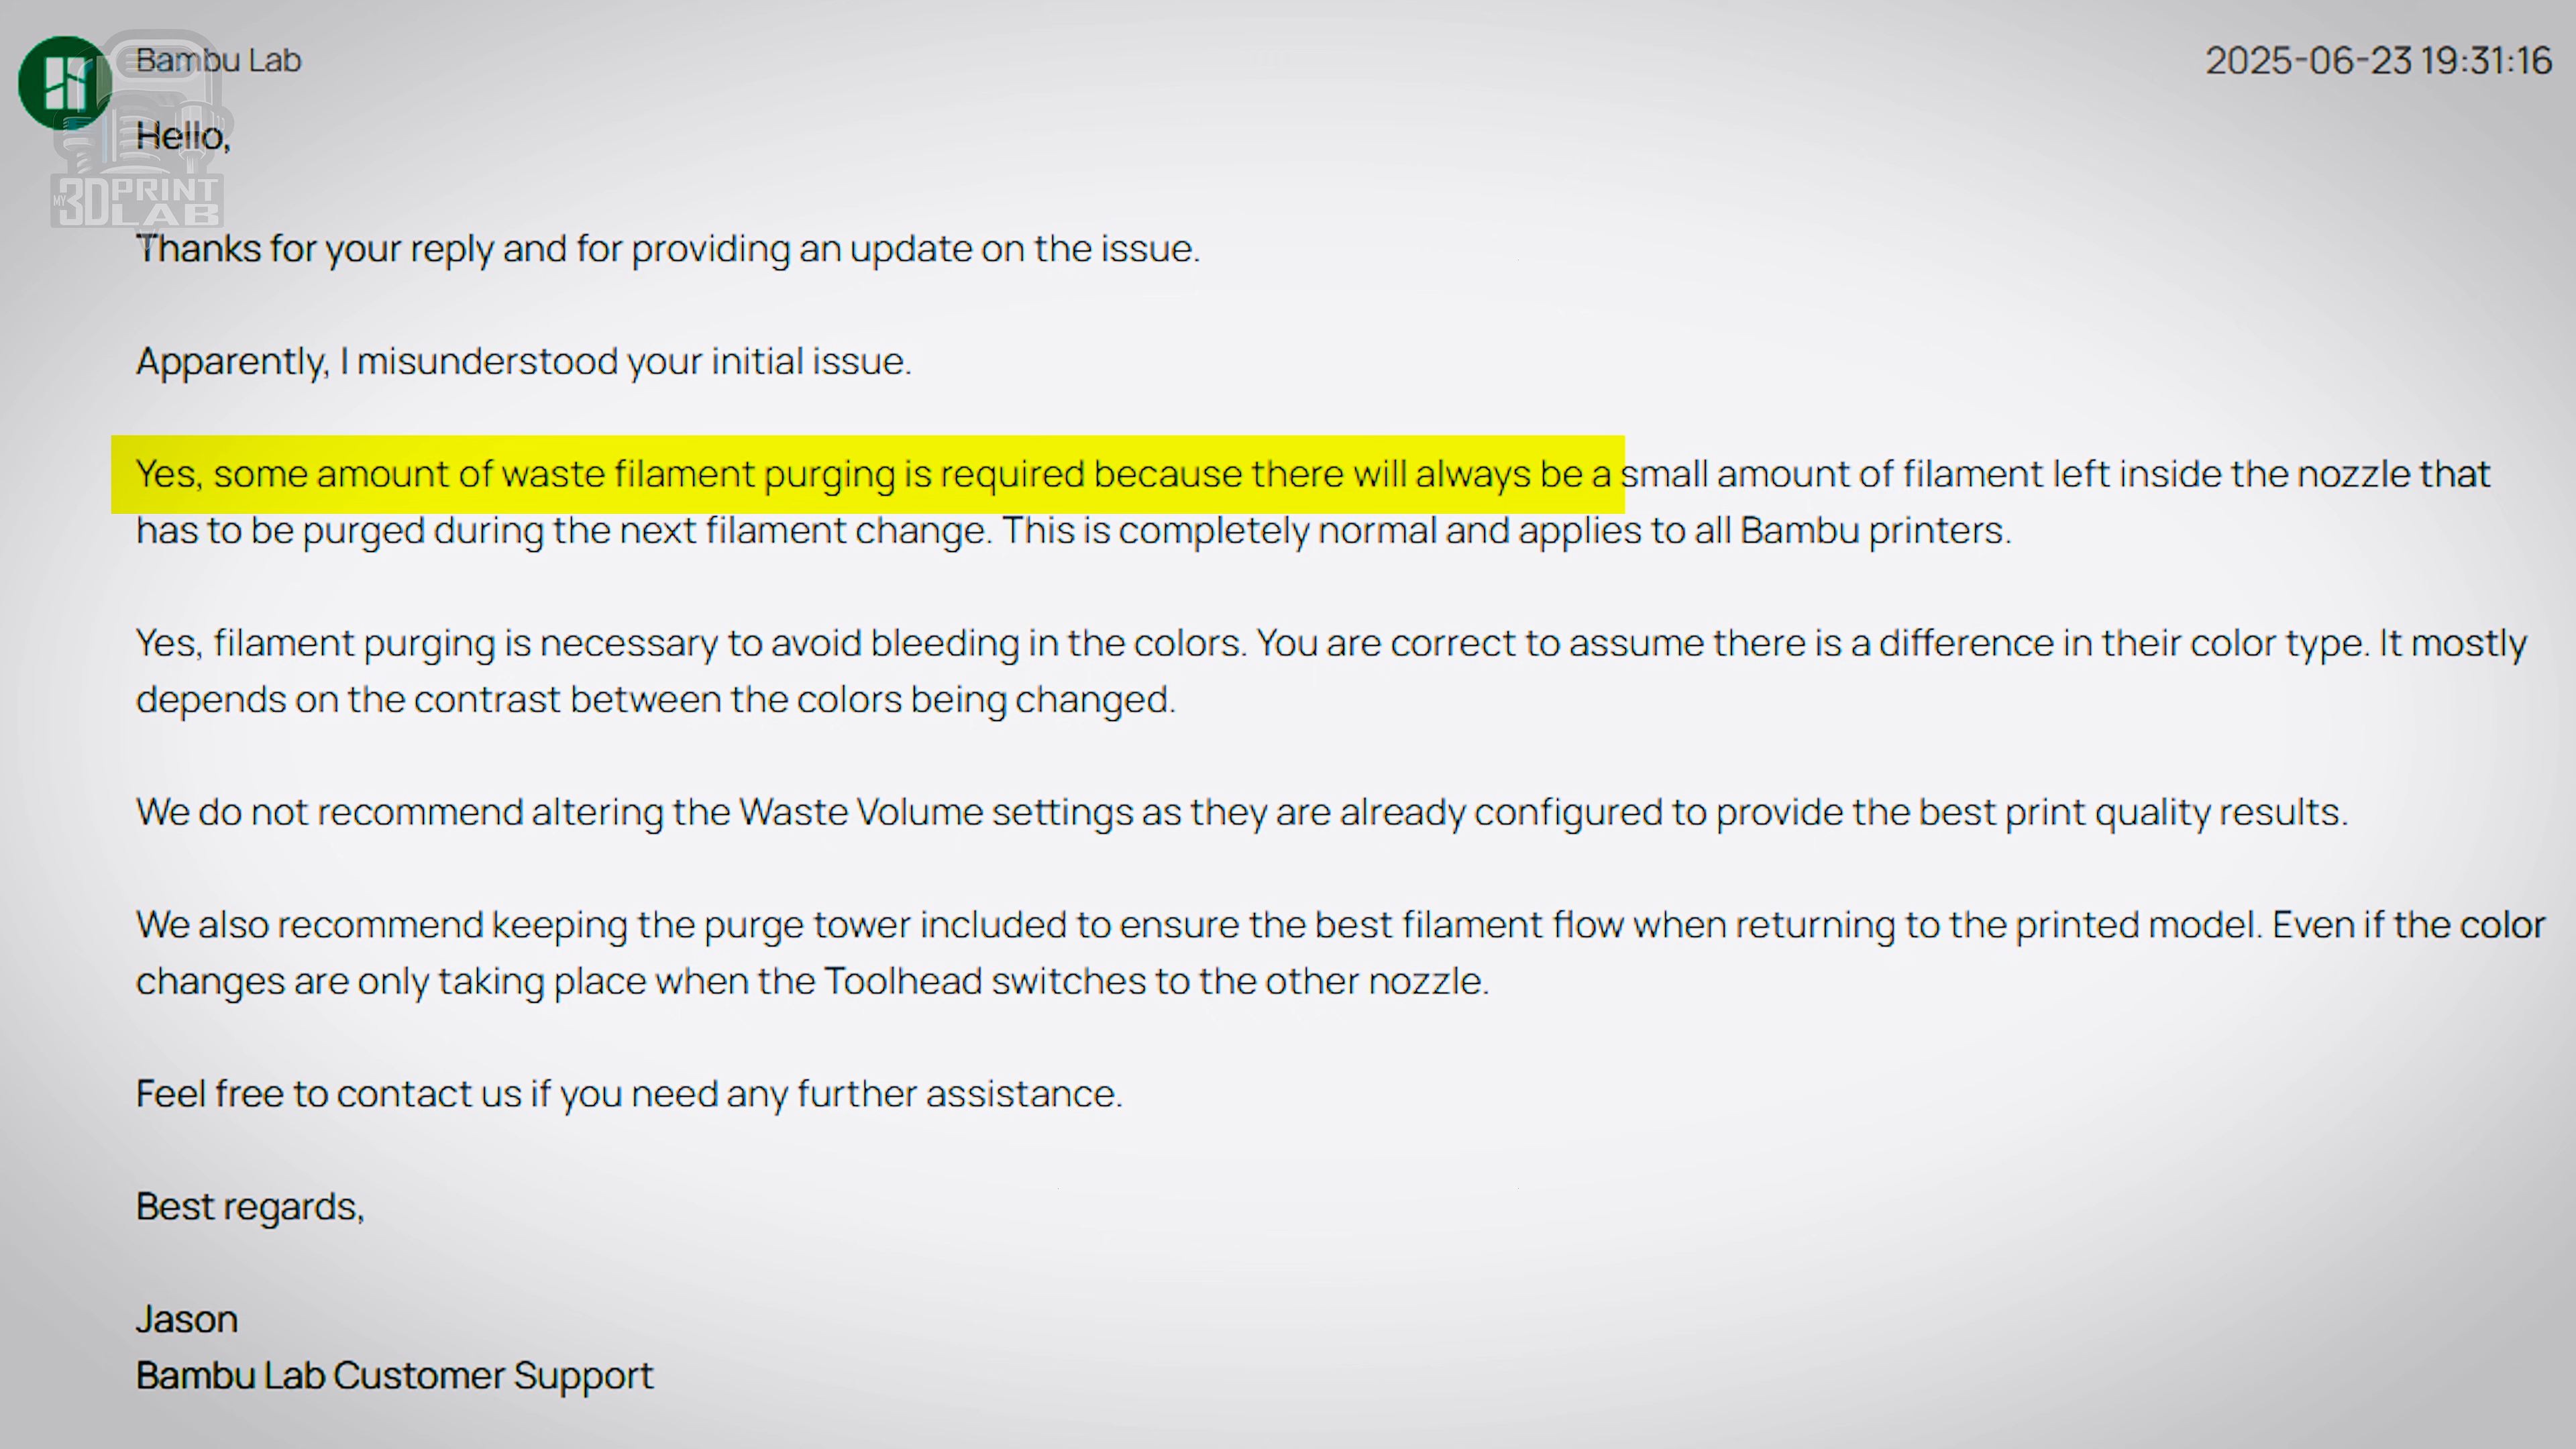 Bambu Lab
2025-06-23 19:31:16
MY 3D PRINT LAB
Hello,
Thanks for your reply and for providing an update on the issue.
Apparently, I misunderstood your initial issue.
Yes, some amount of waste filament purging is required because there will always be a small amount of filament left inside the nozzle that
has to be purged during the next filament change. This is completely normal and applies to all Bambu printers.
Yes, filament purging is necessary to avoid bleeding in the colors. You are correct to assume there is a difference in their color type. It mostly
depends on the contrast between the colors being changed.
We do not recommend altering the Waste Volume settings as they are already configured to provide the best print quality results.
We also recommend keeping the purge tower included to ensure the best filament flow when returning to the printed model. Even if the color
changes are only taking place when the Toolhead switches to the other nozzle.
Feel free to contact us if you need any further assistance.
Best regards,
Jason
Bambu Lab Customer Support